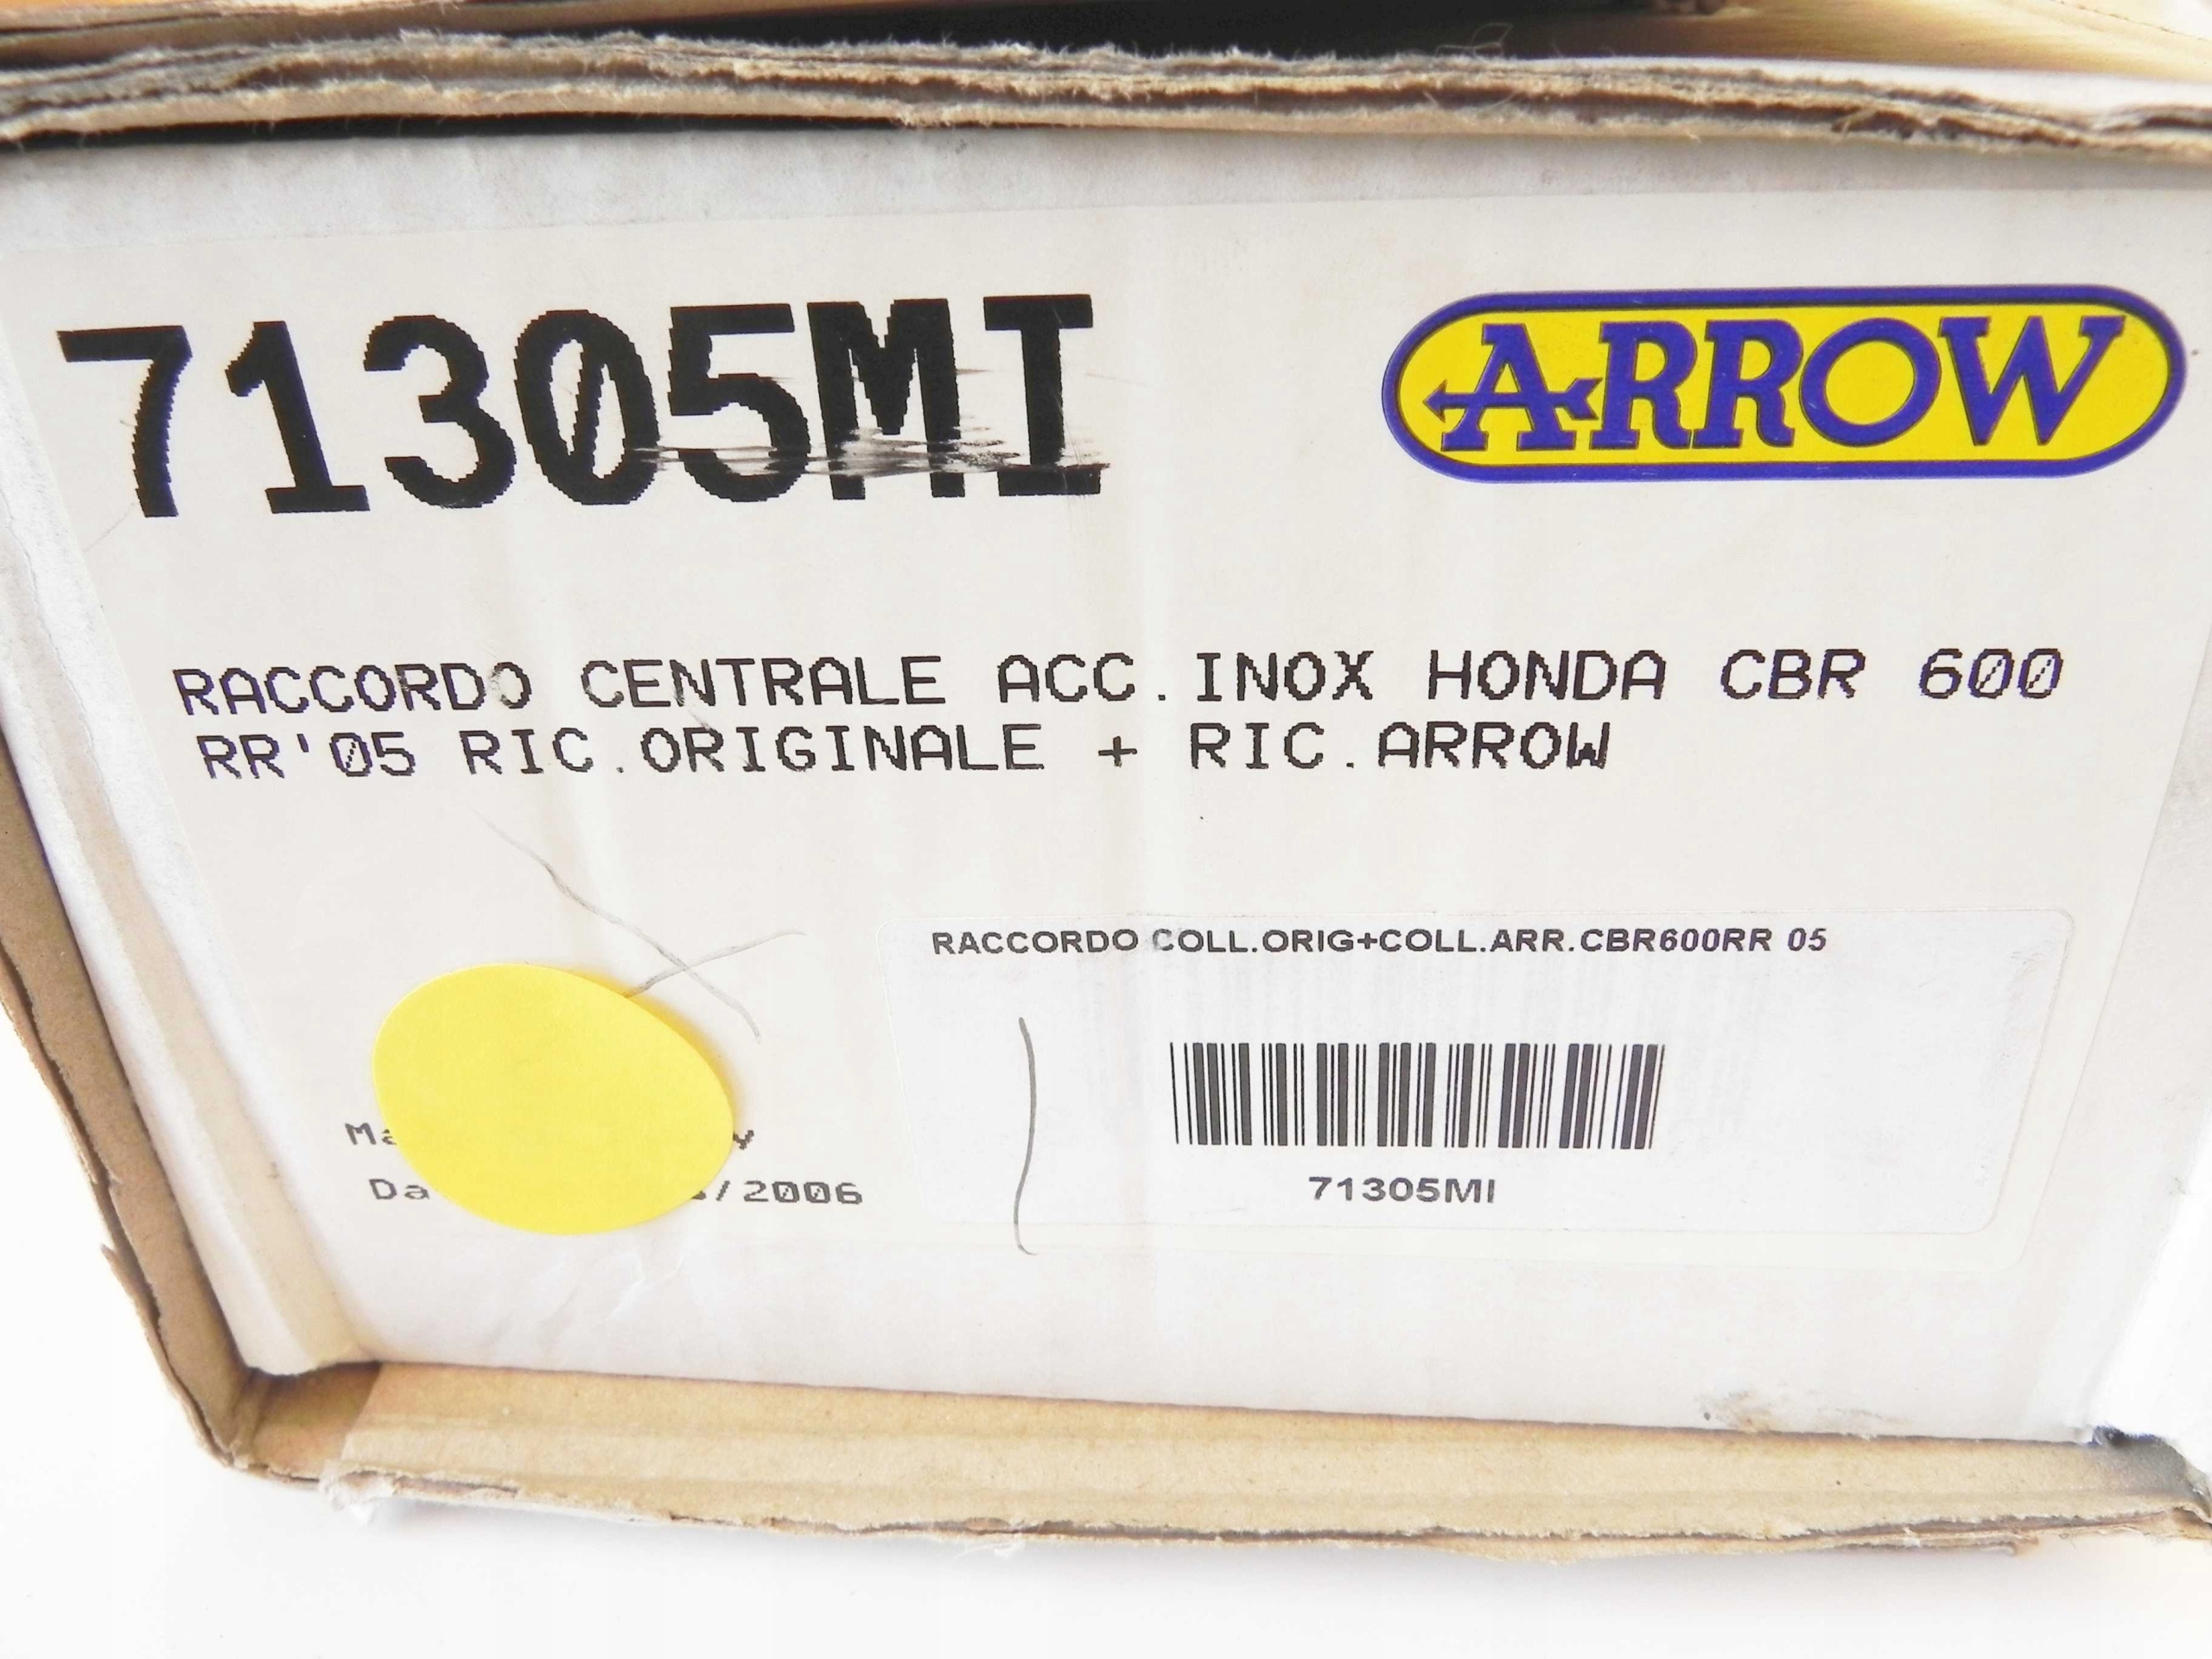 71305MI
ARROW
RACCORDO CENTRALE ACC.INOX HONDA CBR 600
RR'05 RIC.ORIGINALE + RIC.ARROW
RACCORDO COLL.ORIG+COLL.ARR.CBR600RR 05
/2006
71305MI